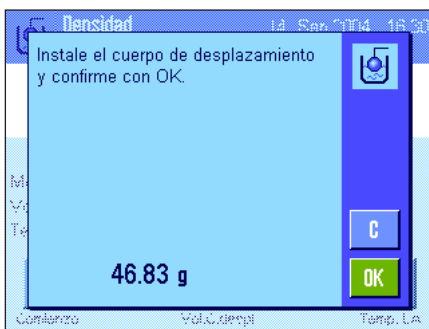 Densidad 14. Sep 2004 16:30
Instale el cuerpo de desplazamiento
y confirme con OK.
C
46.83 g
OK
Comienzo Vol.C.despl Temp. LA